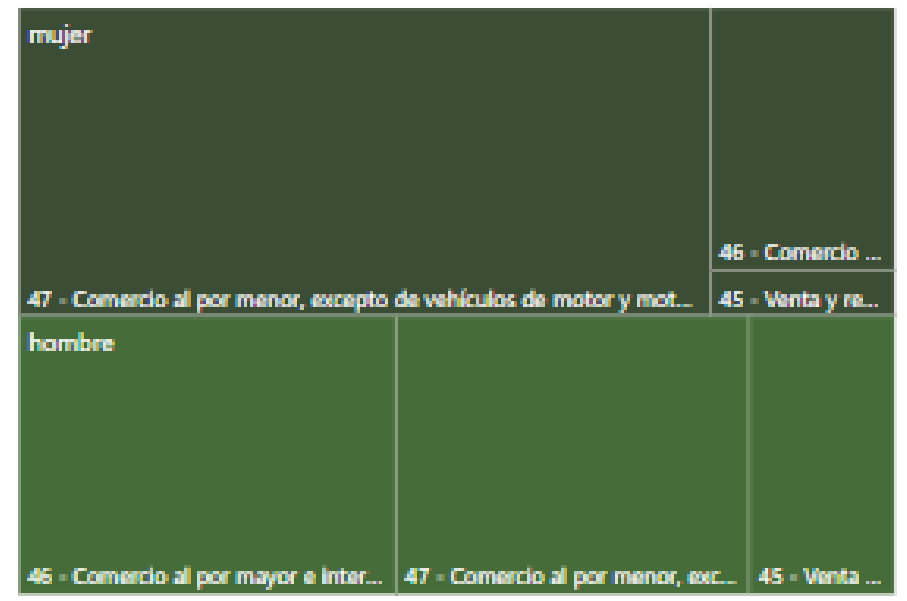 mujer
46 - Comercio ...
47 - Comercio al por menor, excepto de vehículos de motor y mot...
45 - Venta y re...
hombre
46 - Comercio al por mayor e inter...
47 - Comercio al por menor, exc...
45 - Venta ...